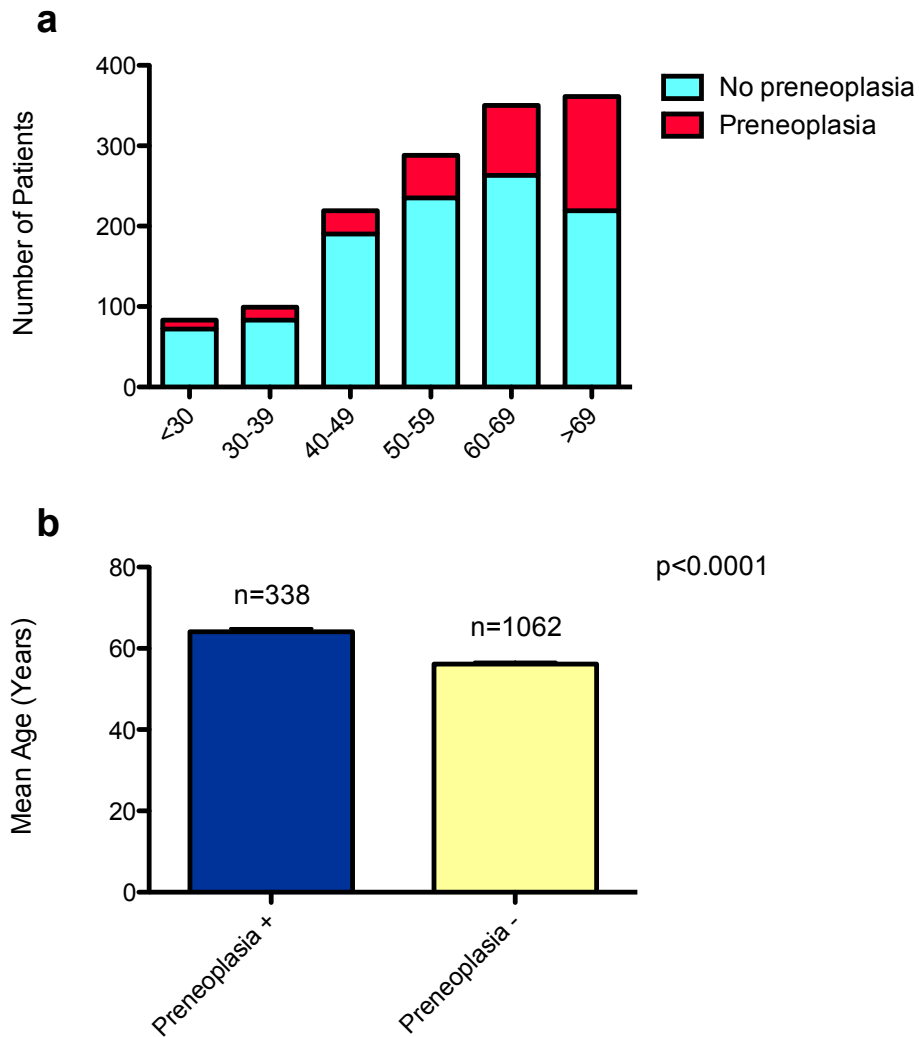 a
400
300
200
100
0
Number of Patients
No preneoplasia
Preneoplasia
<30
30-39
40-49
50-59
60-69
>69
b
80
60
40
20
0
Mean Age (Years)
n=338
n=1062
p<0.0001
Preneoplasia +
Preneoplasia -